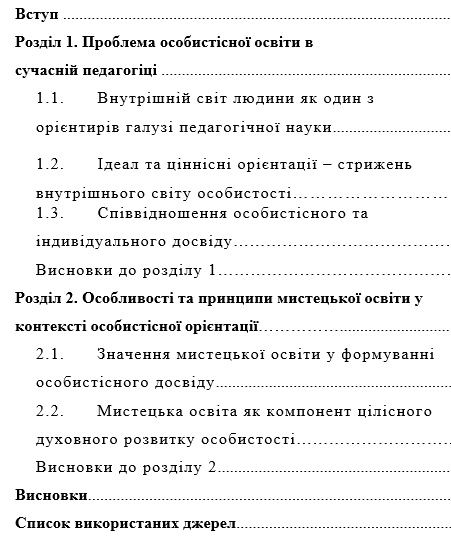 Вступ ........................................................................................
Розділ 1. Проблема особистісної освіти в
сучасній педагогіці ................................................................
1.1. Внутрішній світ людини як один з
орієнтирів галузі педагогічної науки.........................
1.2. Ідеал та ціннісні орієнтації – стрижень
внутрішнього світу особистості………………………
1.3. Співвідношення особистісного та
індивідуального досвіду……………………………….
Висновки до розділу 1………………………………….
Розділ 2. Особливості та принципи мистецької освіти у
контексті особистісної орієнтації……………...........................
2.1. Значення мистецької освіти у формуванні
особистісного досвіду....................................................
2.2. Мистецька освіта як компонент цілісного
духовного розвитку особистості………………………
Висновки до розділу 2....................................................
Висновки...................................................................................
Список використаних джерел................................................